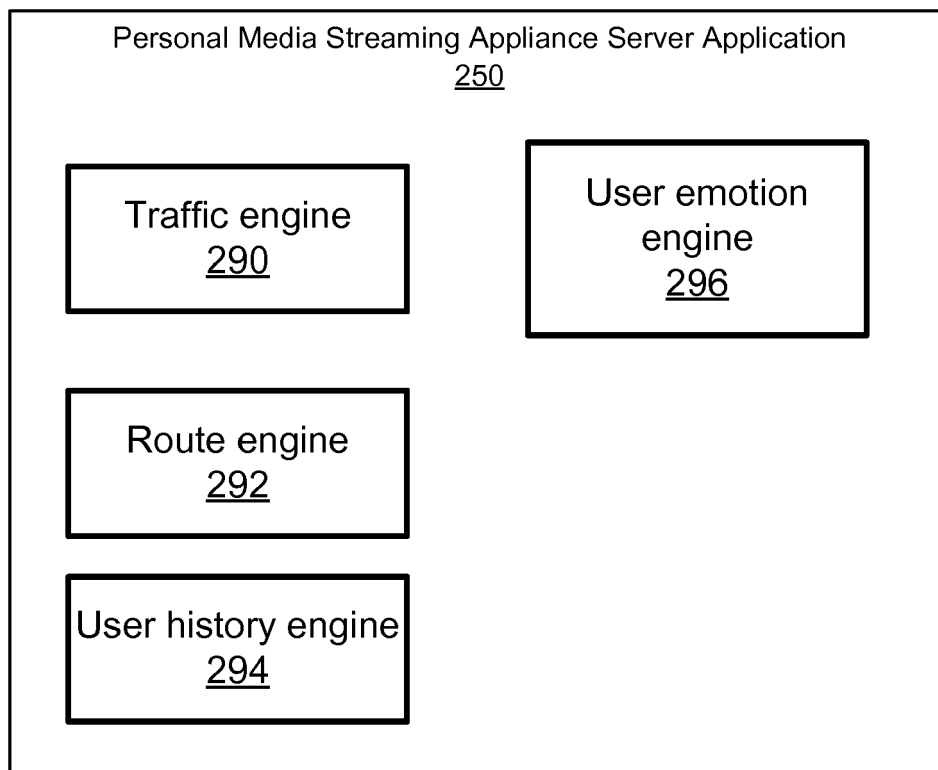 Personal Media Streaming Appliance Server Application
250
Traffic engine
290
User emotion
engine
296
Route engine
292
User history engine
294